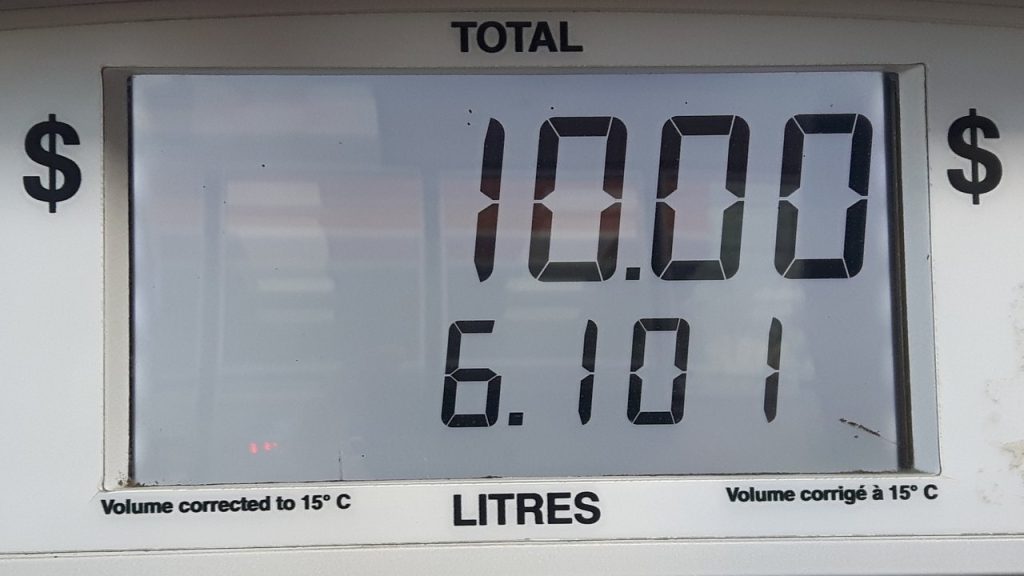 TOTAL
$ 10.00 $
6.101
Volume corrected to 15° C
LITRES
Volume corrigé à 15° C